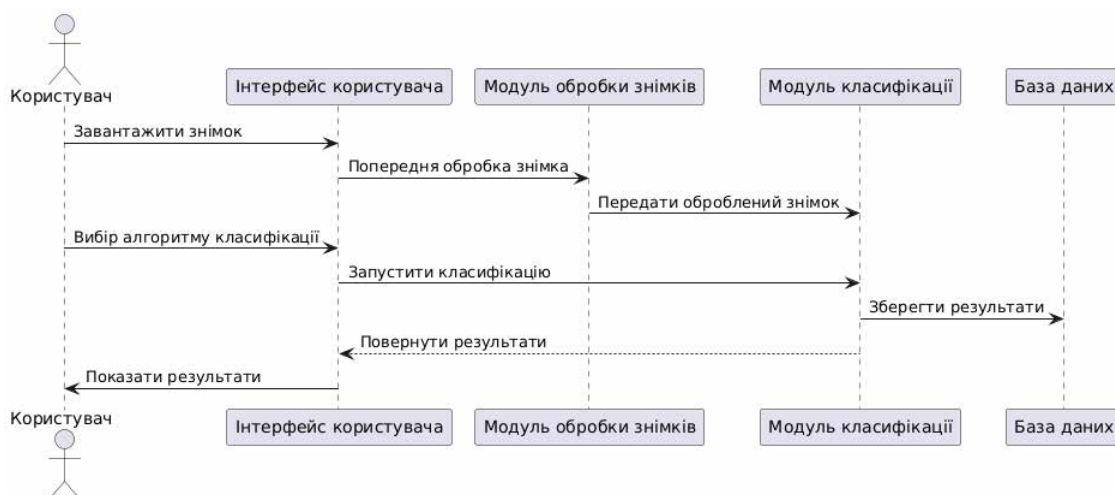 Користувач
Інтерфейс користувача
Модуль обробки знімків
Модуль класифікації
База даних
Завантажити знімок
Попередня обробка знімка
Передати оброблений знімок
Вибір алгоритму класифікації
Запустити класифікацію
Зберегти результати
Повернути результати
Показати результати
Користувач
Інтерфейс користувача
Модуль обробки знімків
Модуль класифікації
База даних